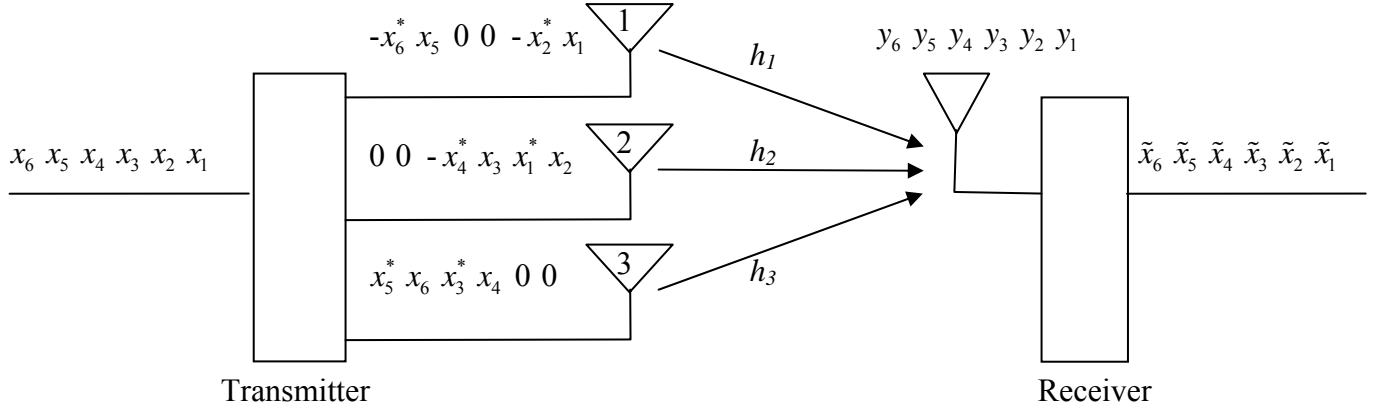 -x₆* x₅ 0 0 -x₂* x₁
1
h₁
y₆ y₅ y₄ y₃ y₂ y₁
x₆ x₅ x₄ x₃ x₂ x₁
0 0 -x₄* x₃ x₁* x₂
2
h₂
x̃₆ x̃₅ x̃₄ x̃₃ x̃₂ x̃₁
x₅* x₆ x₃* x₄ 0 0
3
h₃
Transmitter
Receiver